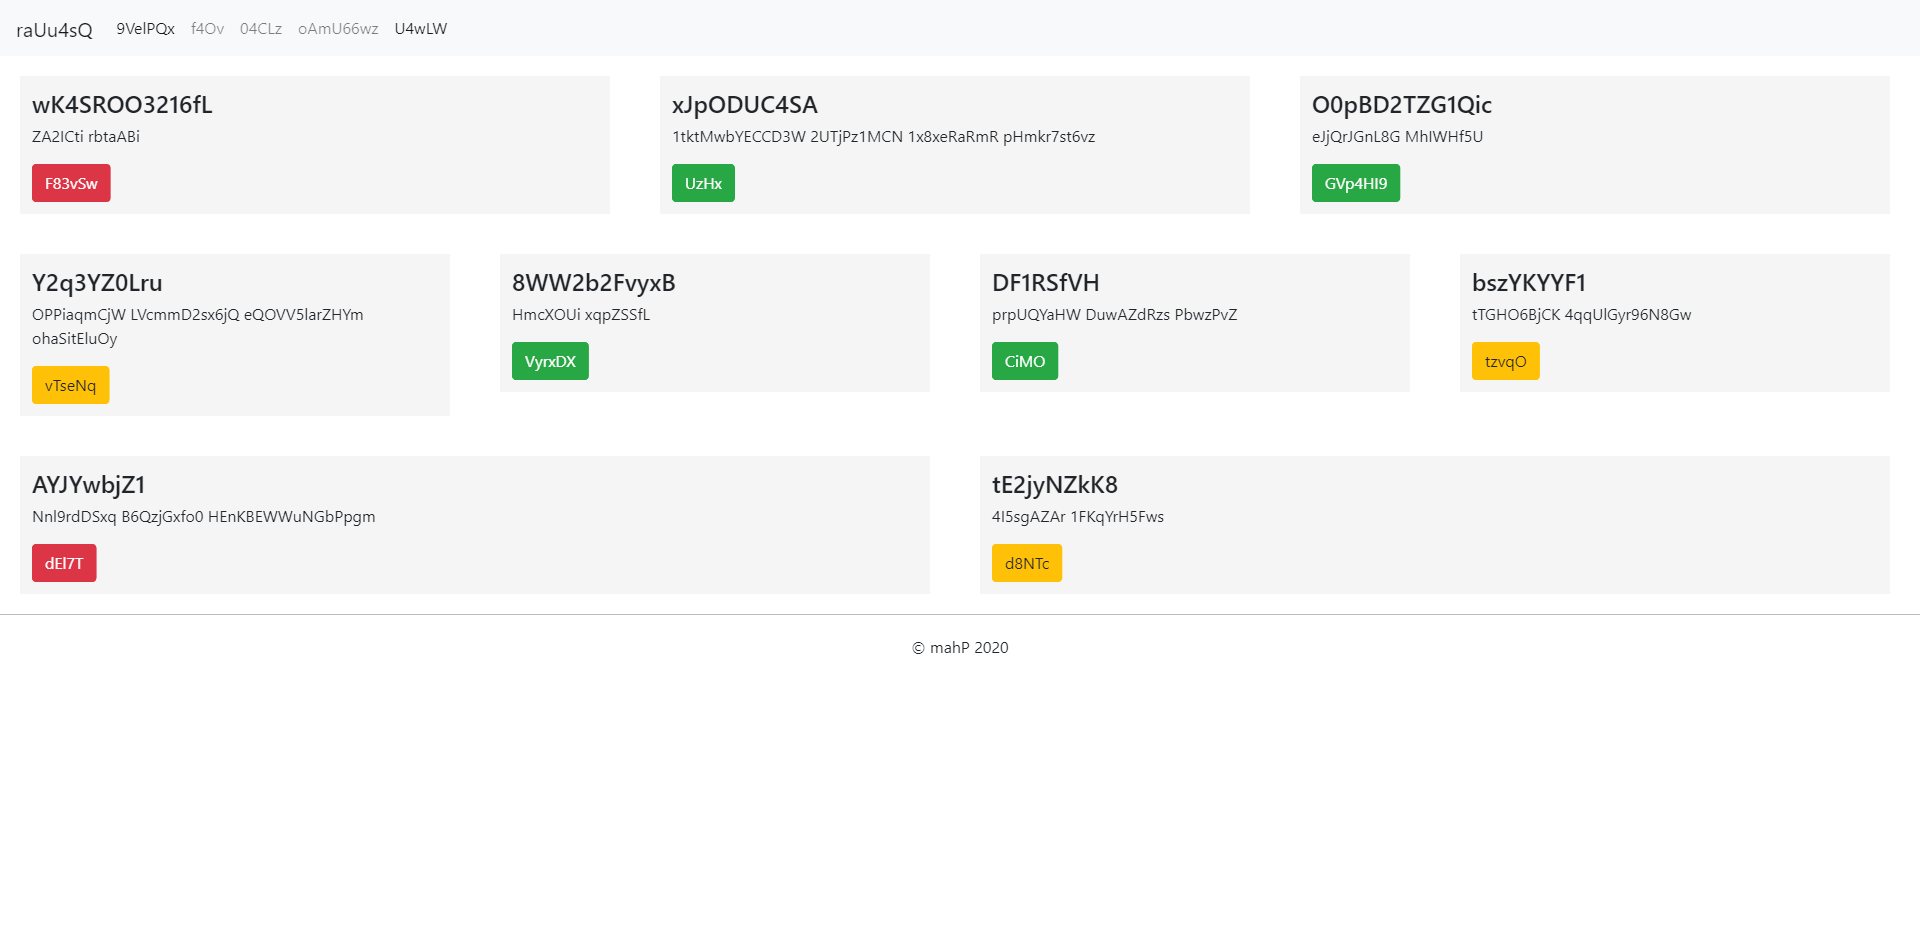 raUu4sQ 9VelPQx f4Ov 04CLz oAmU66wz U4wLW
wK4SROO3216fL
ZA2ICti rbtaABi
F83vSw
xJpODUC4SA
1tktMwbYECCD3W 2UTjPz1MCN 1x8xeRaRmR pHmkr7st6vz
UzHx
O0pBD2TZG1Qic
eJjQrJGnL8G MhIWHf5U
GVp4HI9
Y2q3YZ0Lru
OPPiaqmCjW LVcmmD2sx6jQ eQOVV5larZHYm
ohaSitEluOy
vTseNq
8WW2b2FvyxB
HmcXOUi xqpZSSfL
VyrxDX
DF1RSfVH
prpUQYaHW DuwAZdRzs PbwzPvZ
CiMO
bszYKYYF1
tTGHO6BjCK 4qqUlGyr96N8Gw
tzvqO
AYJYwbjZ1
Nnl9rdDSxq B6QzjGxfo0 HEnKBEWWuNGbPpgm
dEl7T
tE2jyNZkK8
4I5sgAZAr 1FKqYrH5Fws
d8NTc
© mahP 2020